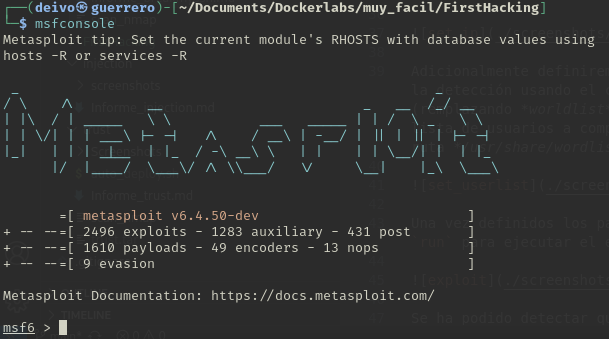 ┌──(deivo㉿guerrero)-[~/Documents/Dockerlabs/muy_facil/FirstHacking]
└─$ msfconsole
Metasploit tip: Set the current module's RHOSTS with database values using
hosts -R or services -R
=[ metasploit v6.4.50-dev ]
+ -- --=[ 2496 exploits - 1283 auxiliary - 431 post ]
+ -- --=[ 1610 payloads - 49 encoders - 13 nops ]
+ -- --=[ 9 evasion ]
Metasploit Documentation: https://docs.metasploit.com/
msf6 >